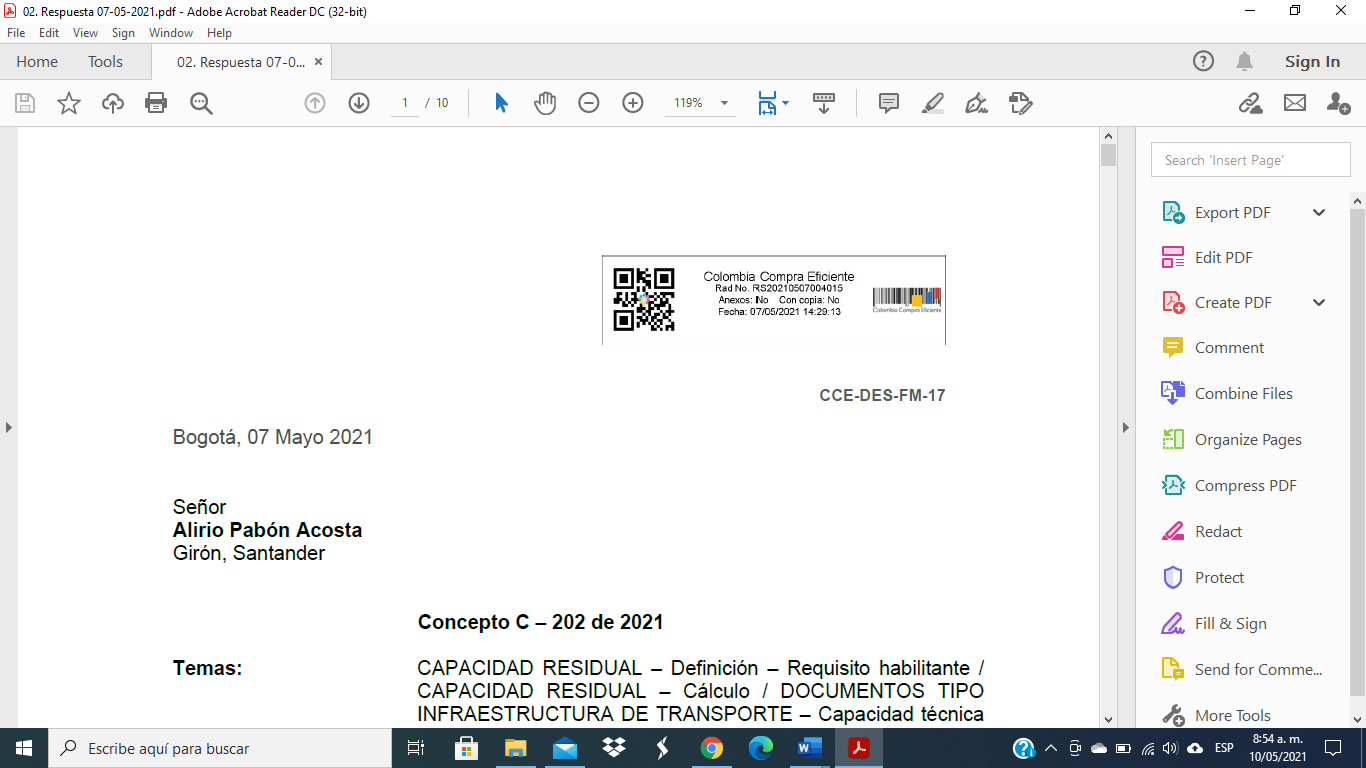 02. Respuesta 07-05-2021.pdf - Adobe Acrobat Reader DC (32-bit)
File Edit View Sign Window Help
Home Tools 02. Respuesta 07-0... × Sign In
1 / 10 119%
Search 'Insert Page'
Export PDF
Edit PDF
Create PDF
Comment
Combine Files
Organize Pages
Compress PDF
Redact
Protect
Fill & Sign
Send for Comme...
More Tools
Colombia Compra Eficiente
Rad No. RS20210507004015
Anexos: No Con copia: No
Fecha: 07/05/2021 14:29:13
Colombia Compra Eficiente
CCE-DES-FM-17
Bogotá, 07 Mayo 2021
Señor
Alirio Pabón Acosta
Girón, Santander
Concepto C – 202 de 2021
Temas: CAPACIDAD RESIDUAL – Definición – Requisito habilitante /
CAPACIDAD RESIDUAL – Cálculo / DOCUMENTOS TIPO
INFRAESTRUCTURA DE TRANSPORTE – Capacidad técnica
Escribe aquí para buscar
ESP
8:54 a. m.
10/05/2021